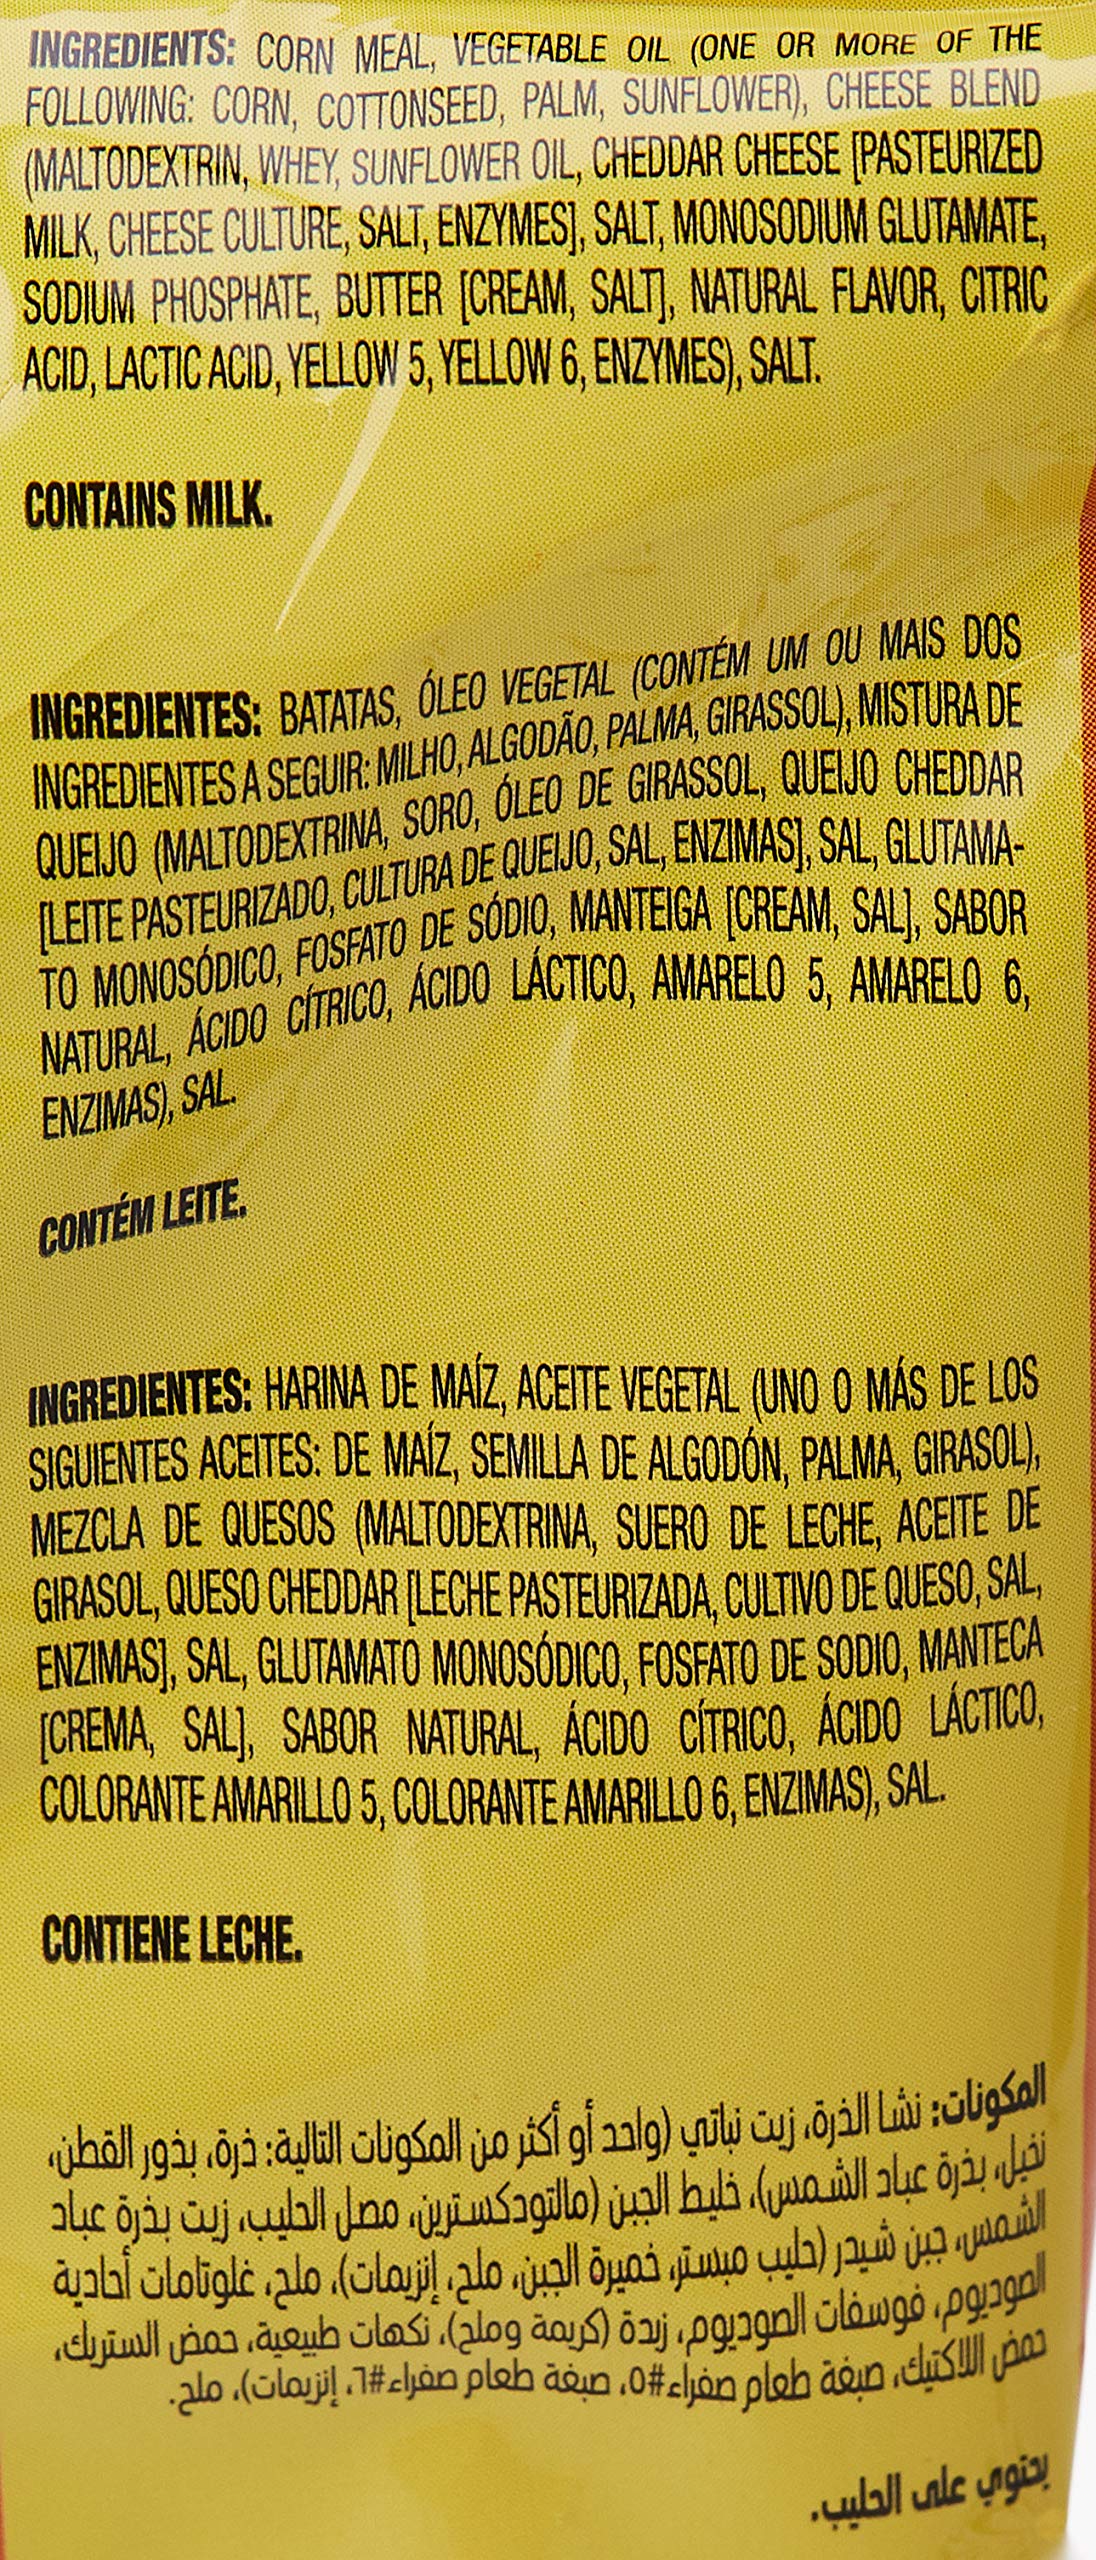 INGREDIENTS: CORN MEAL, VEGETABLE OIL (ONE OR MORE OF THE
FOLLOWING: CORN, COTTONSEED, PALM, SUNFLOWER), CHEESE BLEND
(MALTODEXTRIN, WHEY, SUNFLOWER OIL, CHEDDAR CHEESE [PASTEURIZED
MILK, CHEESE CULTURE, SALT, ENZYMES], SALT, MONOSODIUM GLUTAMATE,
SODIUM PHOSPHATE, BUTTER [CREAM, SALT], NATURAL FLAVOR, CITRIC
ACID, LACTIC ACID, YELLOW 5, YELLOW 6, ENZYMES), SALT.
CONTAINS MILK.
INGREDIENTES: BATATAS, ÓLEO VEGETAL (CONTÉM UM OU MAIS DOS
INGREDIENTES A SEGUIR: MILHO, ALGODÃO, PALMA, GIRASSOL), MISTURA DE
QUEIJO (MALTODEXTRINA, SORO, ÓLEO DE GIRASSOL, QUEIJO CHEDDAR
[LEITE PASTEURIZADO, CULTURA DE QUEIJO, SAL, ENZIMAS], SAL, GLUTAMA-
TO MONOSÓDICO, FOSFATO DE SÓDIO, MANTEIGA [CREAM, SAL], SABOR
NATURAL, ÁCIDO CÍTRICO, ÁCIDO LÁCTICO, AMARELO 5, AMARELO 6,
ENZIMAS), SAL.
CONTÉM LEITE.
INGREDIENTES: HARINA DE MAÍZ, ACEITE VEGETAL (UNO O MÁS DE LOS
SIGUIENTES ACEITES: DE MAÍZ, SEMILLA DE ALGODÓN, PALMA, GIRASOL),
MEZCLA DE QUESOS (MALTODEXTRINA, SUERO DE LECHE, ACEITE DE
GIRASOL, QUESO CHEDDAR [LECHE PASTEURIZADA, CULTIVO DE QUESO, SAL,
ENZIMAS], SAL, GLUTAMATO MONOSÓDICO, FOSFATO DE SODIO, MANTECA
[CREMA, SAL], SABOR NATURAL, ÁCIDO CÍTRICO, ÁCIDO LÁCTICO,
COLORANTE AMARILLO 5, COLORANTE AMARILLO 6, ENZIMAS), SAL.
CONTIENE LECHE.
المكونات: نشا الذرة، زيت نباتي (واحد أو أكثر من المكونات التالية: ذرة، بذور القطن،
نخيل، بذرة عباد الشمس)، خليط الجبن (مالتودكسترين، مصل الحليب، زيت بذرة عباد
الشمس، جبن شيدر (حليب مبستر، خميرة الجبن، ملح، إنزيمات)، ملح، غلوتامات أحادية
الصوديوم، فوسفات الصوديوم، زبدة (كريمة وملح)، نكهات طبيعية، حمض الستريك،
حمض اللاكتيك، صبغة طعام صفراء#٥، صبغة طعام صفراء#٦، إنزيمات)، ملح.
يحتوي على الحليب.